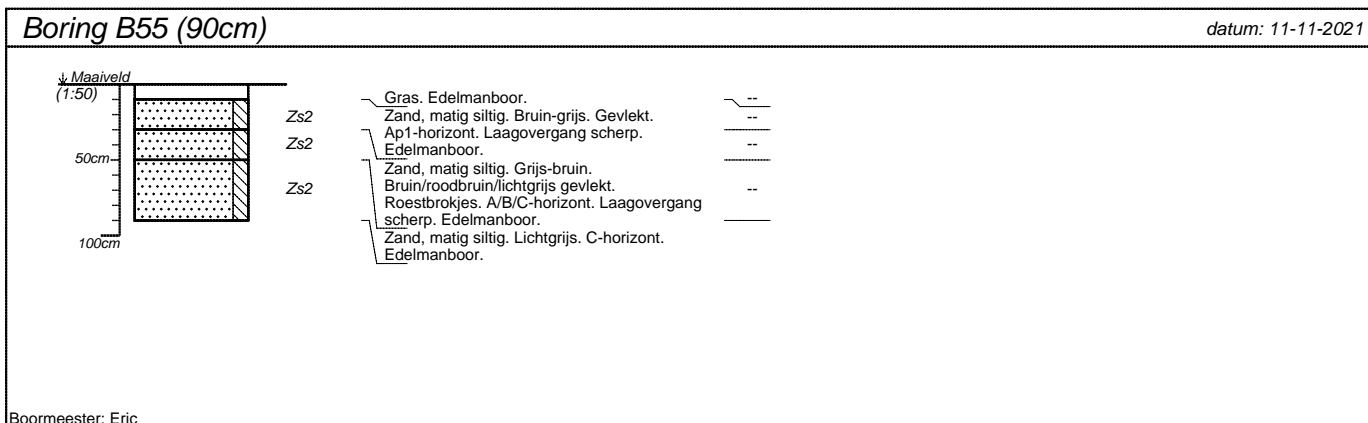 Boring B55 (90cm)
datum: 11-11-2021
Maaiveld
(1:50)
50cm
100cm
Zs2
Zs2
Zs2
Gras. Edelmanboor.
Zand, matig siltig. Bruin-grijs. Gevlekt.
Ap1-horizont. Laagovergang scherp.
Edelmanboor.
Zand, matig siltig. Grijs-bruin.
Bruin/roodbruin/lichtgrijs gevlekt.
Roestbrokjes. A/B/C-horizont. Laagovergang
scherp. Edelmanboor.
Zand, matig siltig. Lichtgrijs. C-horizont.
Edelmanboor.
--
--
--
--
Boormeester: Eric